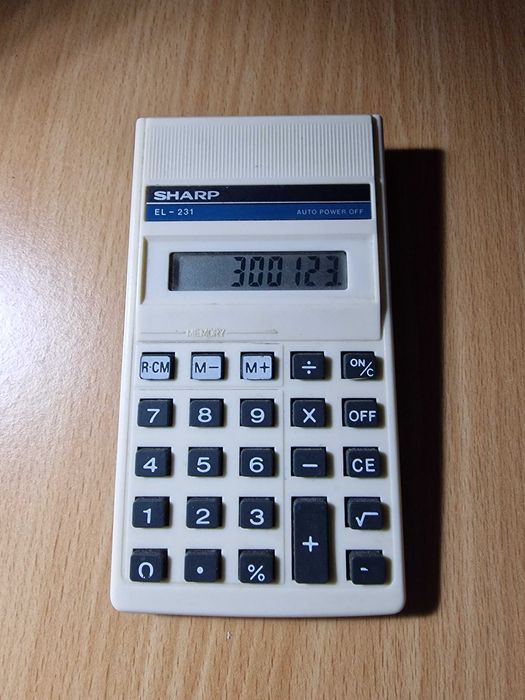 SHARP
EL-231 AUTO POWER OFF
300123.
MEMORY
R·CM M− M+ ÷ ON/C
7 8 9 X OFF
4 5 6 − CE
1 2 3 + √
0 • %